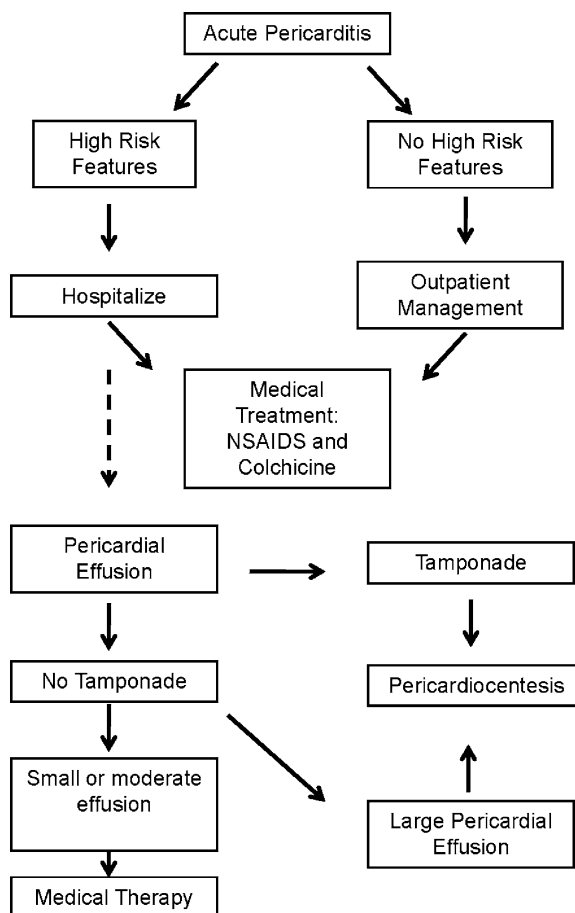 Acute Pericarditis
High Risk
Features
No High Risk
Features
Hospitalize
Outpatient
Management
Medical
Treatment:
NSAIDS and
Colchicine
Pericardial
Effusion
Tamponade
No Tamponade
Pericardiocentesis
Small or moderate
effusion
Large Pericardial
Effusion
Medical Therapy